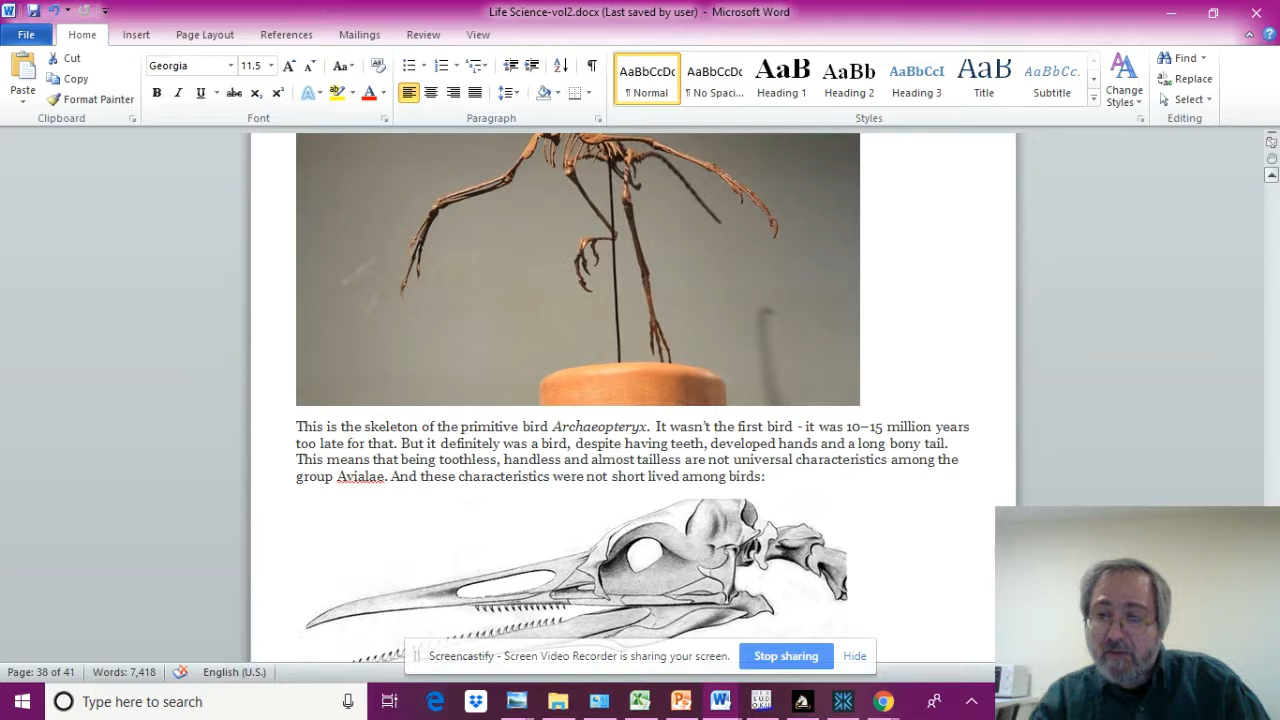 Life Science-vol2.docx (Last saved by user) - Microsoft Word
File Home Insert Page Layout References Mailings Review View
Paste
Cut
Copy
Format Painter
Georgia 11.5
AaBbCcDc AaBbCcDc AaB AaBb AaBbCcI AaB AaBbCc.
¶ Normal ¶ No Spaci... Heading 1 Heading 2 Heading 3 Title Subtitle
Change
Styles
Find
Replace
Select
Clipboard Font Paragraph Styles Editing
This is the skeleton of the primitive bird Archaeopteryx. It wasn't the first bird - it was 10–15 million years
too late for that. But it definitely was a bird, despite having teeth, developed hands and a long bony tail.
This means that being toothless, handless and almost tailless are not universal characteristics among the
group Avialae. And these characteristics were not short lived among birds:
Screencastify - Screen Video Recorder is sharing your screen. Stop sharing Hide
Page: 38 of 41 Words: 7,418 English (U.S.)
Type here to search